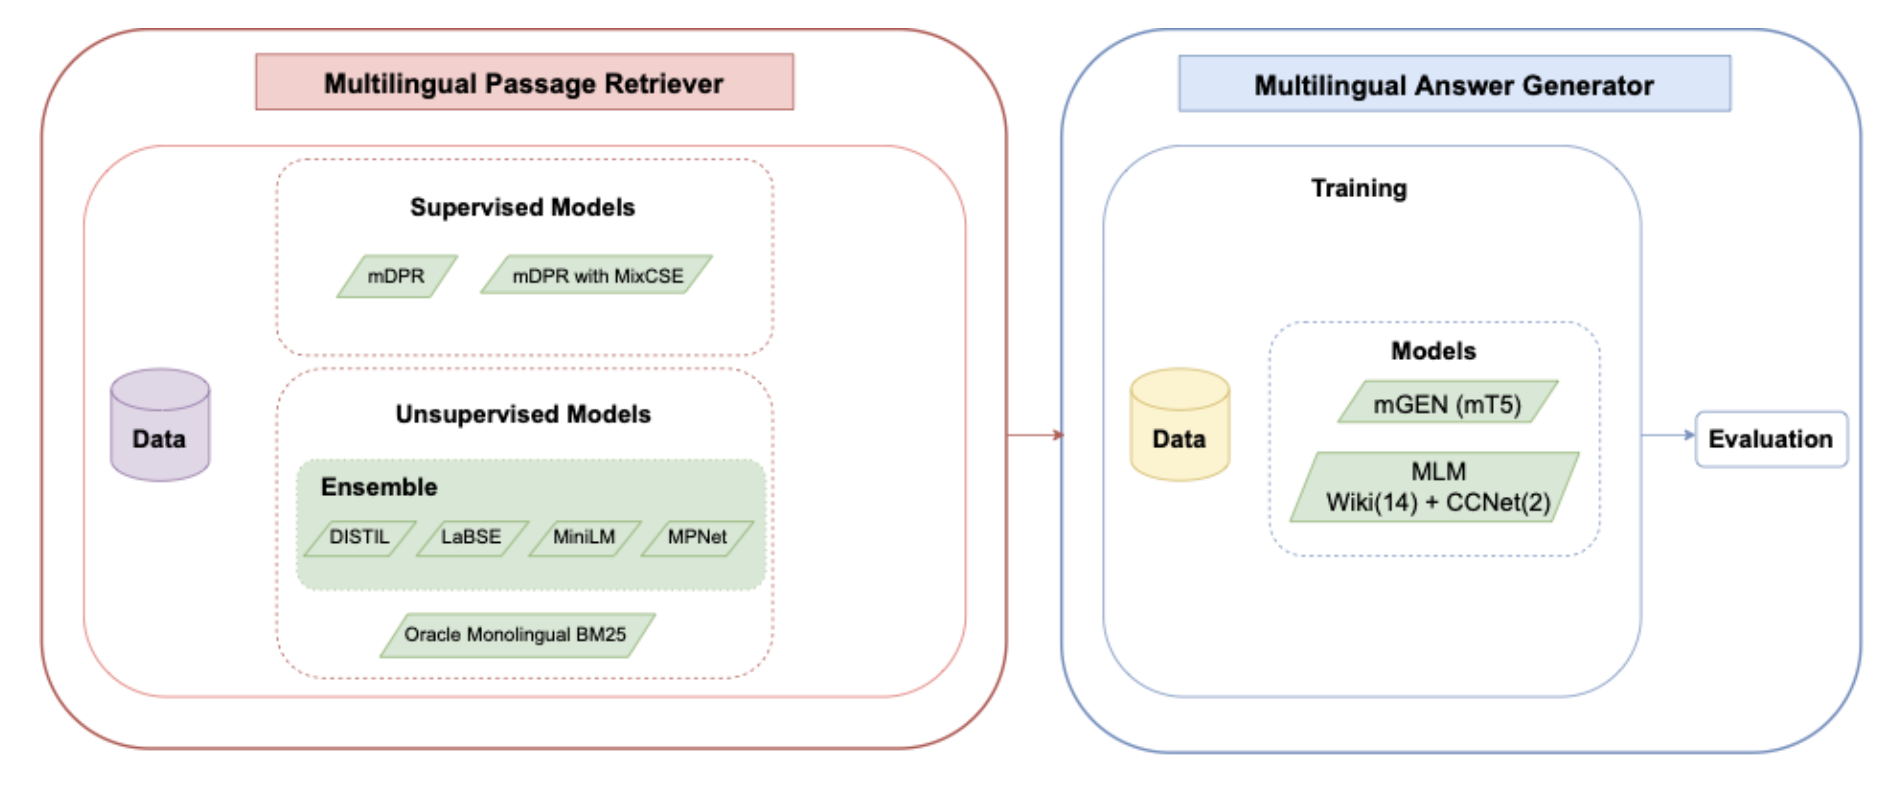 Multilingual Passage Retriever
Supervised Models
mDPR
mDPR with MixCSE
Data
Unsupervised Models
Ensemble
DISTIL
LaBSE
MiniLM
MPNet
Oracle Monolingual BM25
Multilingual Answer Generator
Training
Data
Models
mGEN (mT5)
MLM
Wiki(14) + CCNet(2)
Evaluation